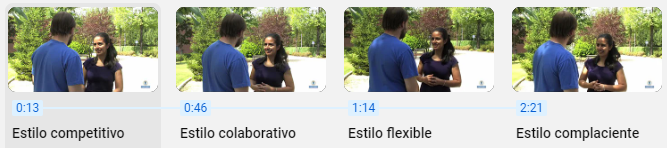 0:13
0:46
1:14
2:21
Estilo competitivo
Estilo colaborativo
Estilo flexible
Estilo complaciente